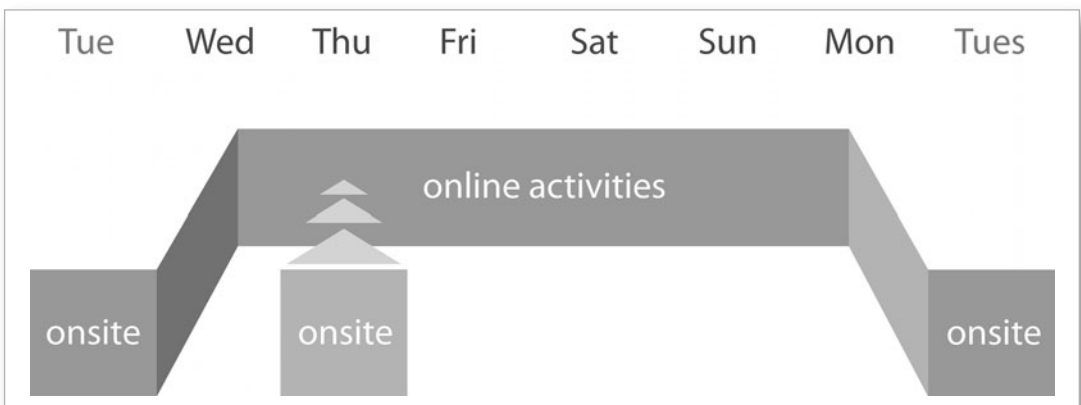 Tue Wed Thu Fri Sat Sun Mon Tues
online activities
onsite onsite onsite